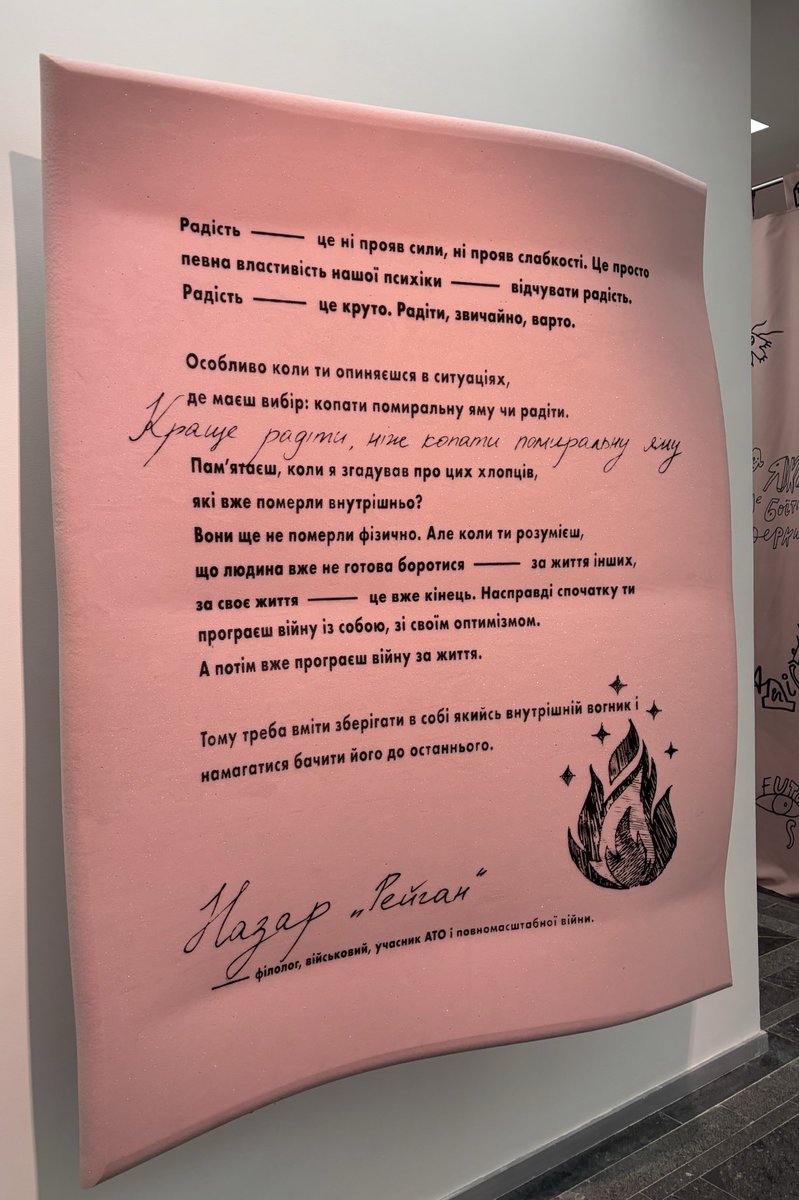 Радість —— це ні прояв сили, ні прояв слабкості. Це просто
певна властивість нашої психіки —— відчувати радість.
Радість —— це круто. Радіти, звичайно, варто.
Особливо коли ти опиняєшся в ситуаціях,
де маєш вибір: копати помиральну яму чи радіти.
Краще радіти, ніж копати помиральну яму
Пам'ятаєш, коли я згадував про цих хлопців,
які вже померли внутрішньо?
Вони ще не померли фізично. Але коли ти розумієш,
що людина вже не готова боротися —— за життя інших,
за своє життя —— це вже кінець. Насправді спочатку ти
програєш війну із собою, зі своїм оптимізмом.
А потім вже програєш війну за життя.
Тому треба вміти зберігати в собі якийсь внутрішній вогник і
намагатися бачити його до останнього.
Назар „Рейган“
—— філолог, військовий, учасник АТО і повномасштабної війни.